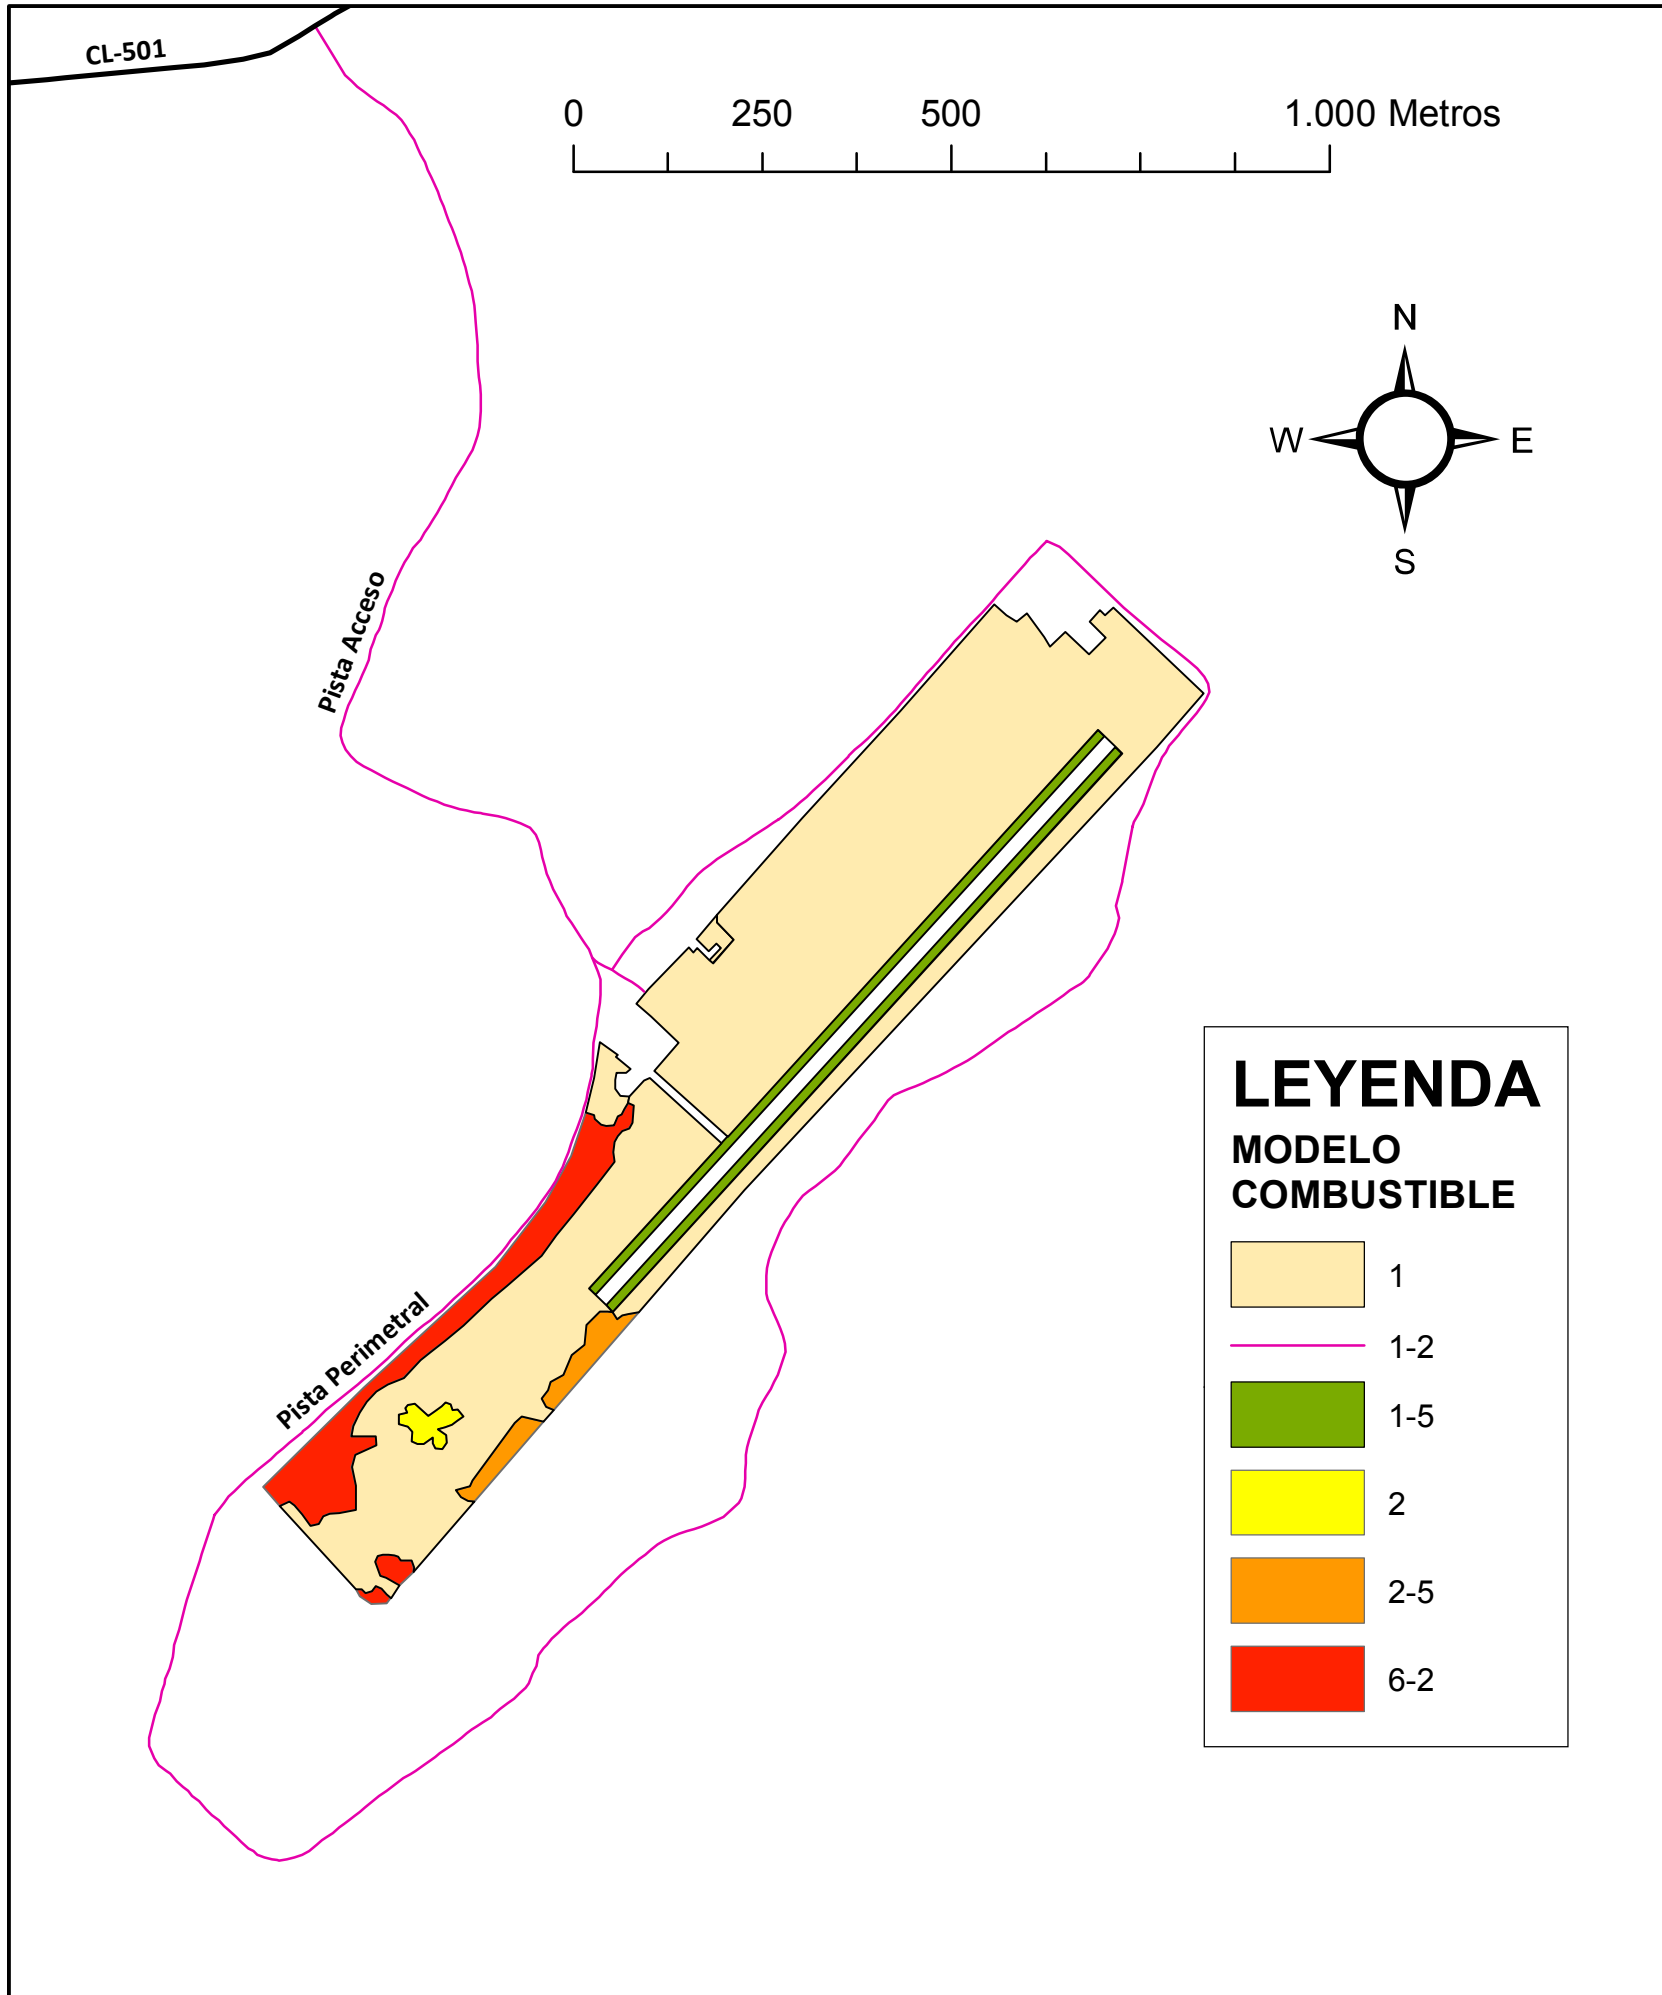 CL-501
0 250 500 1.000 Metros
N
W E
S
Pista Acceso
Pista Perimetral
LEYENDA
MODELO
COMBUSTIBLE
1
1-2
1-5
2
2-5
6-2